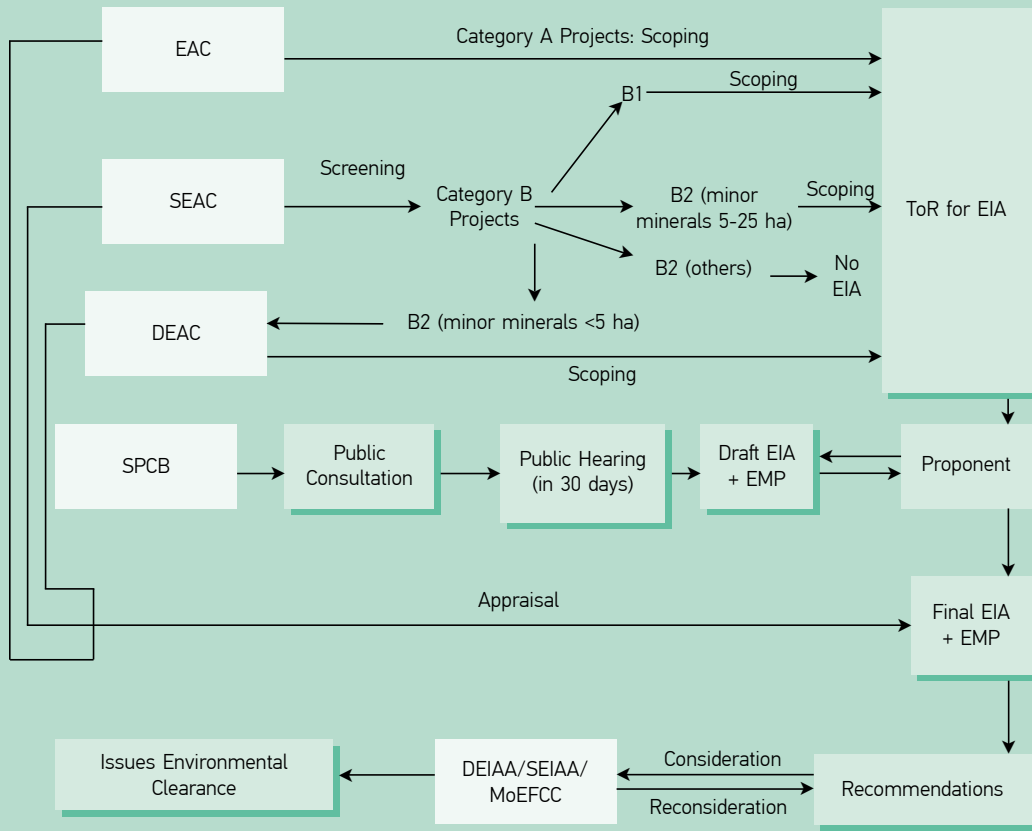 EAC
Category A Projects: Scoping
B1
Scoping
SEAC
Screening
Category B
Projects
B2 (minor
minerals 5-25 ha)
Scoping
ToR for EIA
B2 (others)
No
EIA
DEAC
B2 (minor minerals <5 ha)
Scoping
SPCB
Public
Consultation
Public Hearing
(in 30 days)
Draft EIA
+ EMP
Proponent
Appraisal
Final EIA
+ EMP
Issues Environmental
Clearance
DEIAA/SEIAA/
MoEFCC
Consideration
Reconsideration
Recommendations